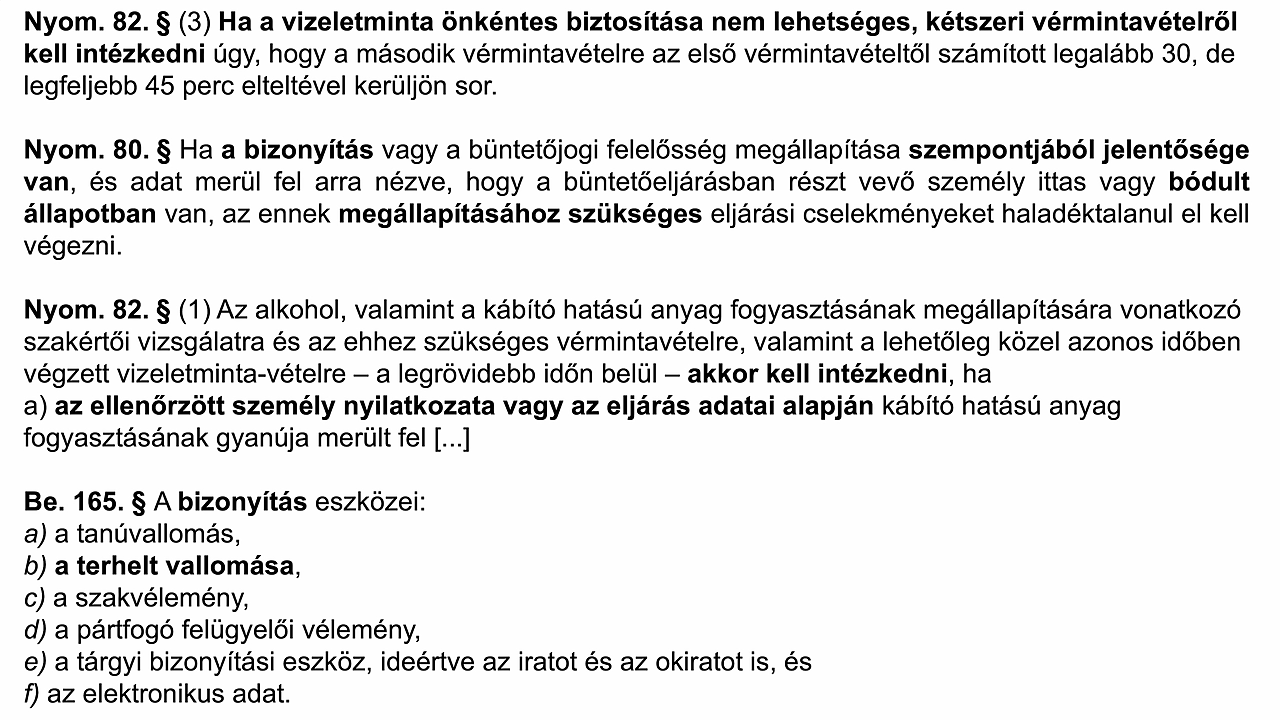 Nyom. 82. § (3) Ha a vizeletminta önkéntes biztosítása nem lehetséges, kétszeri vérmintavételről
kell intézkedni úgy, hogy a második vérmintavételre az első vérmintavételtől számított legalább 30, de
legfeljebb 45 perc elteltével kerüljön sor.
Nyom. 80. § Ha a bizonyítás vagy a büntetőjogi felelősség megállapítása szempontjából jelentősége
van, és adat merül fel arra nézve, hogy a büntetőeljárásban részt vevő személy ittas vagy bódult
állapotban van, az ennek megállapításához szükséges eljárási cselekményeket haladéktalanul el kell
végezni.
Nyom. 82. § (1) Az alkohol, valamint a kábító hatású anyag fogyasztásának megállapítására vonatkozó
szakértői vizsgálatra és az ehhez szükséges vérmintavételre, valamint a lehetőleg közel azonos időben
végzett vizeletminta-vételre – a legrövidebb időn belül – akkor kell intézkedni, ha
a) az ellenőrzött személy nyilatkozata vagy az eljárás adatai alapján kábító hatású anyag
fogyasztásának gyanúja merült fel [...]
Be. 165. § A bizonyítás eszközei:
a) a tanúvallomás,
b) a terhelt vallomása,
c) a szakvélemény,
d) a pártfogó felügyelői vélemény,
e) a tárgyi bizonyítási eszköz, ideértve az iratot és az okiratot is, és
f) az elektronikus adat.